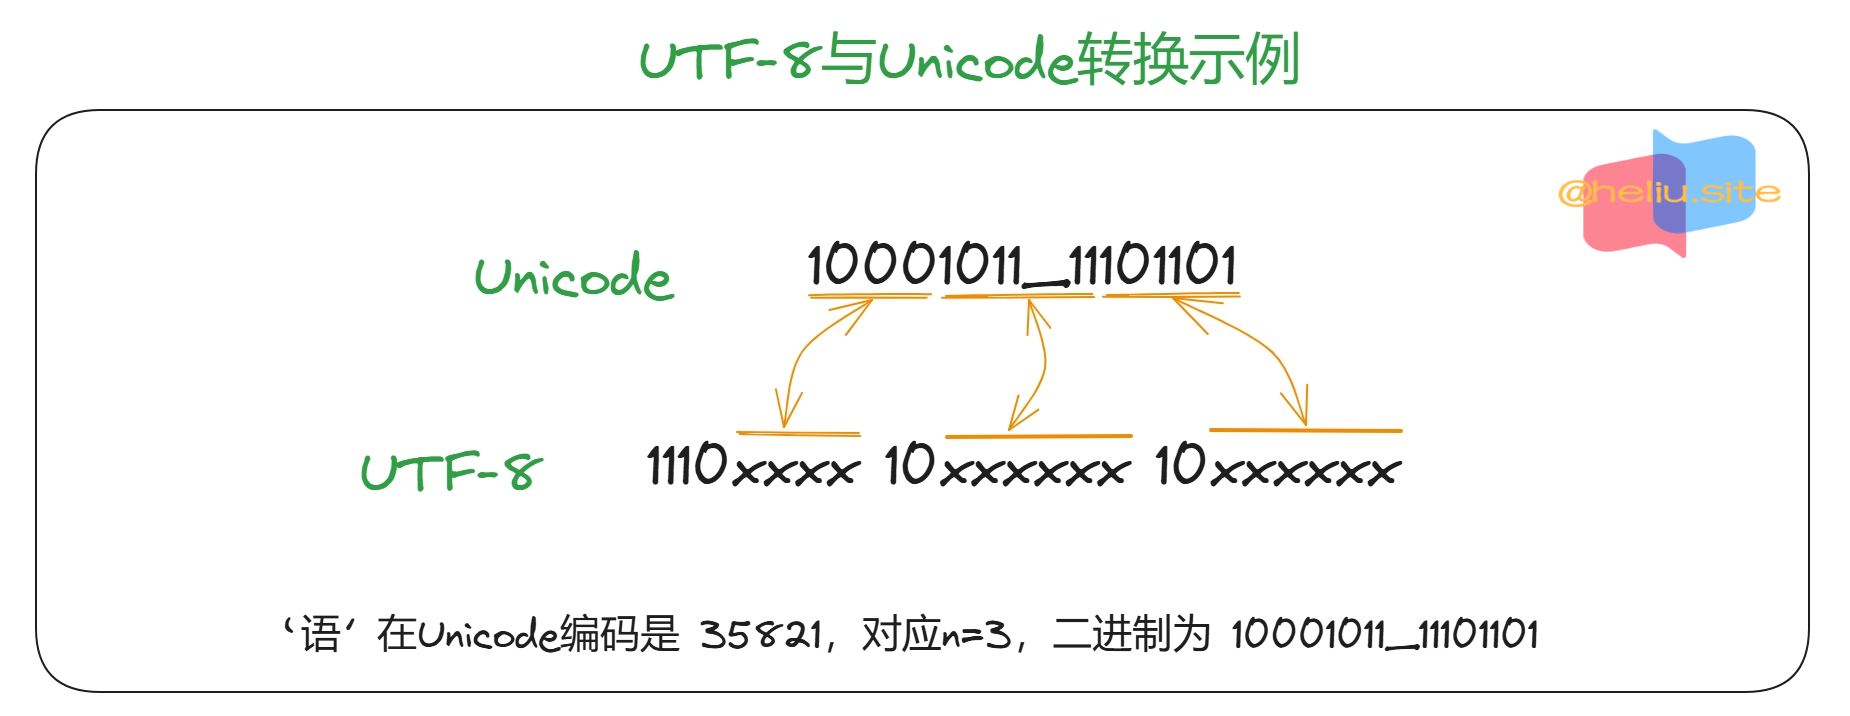 UTF-8与Unicode转换示例
@heliu.site
Unicode 10001011_11101101
UTF-8 1110xxxx 10xxxxxx 10xxxxxx
‘语’ 在Unicode编码是 35821，对应n=3，二进制为 10001011_11101101